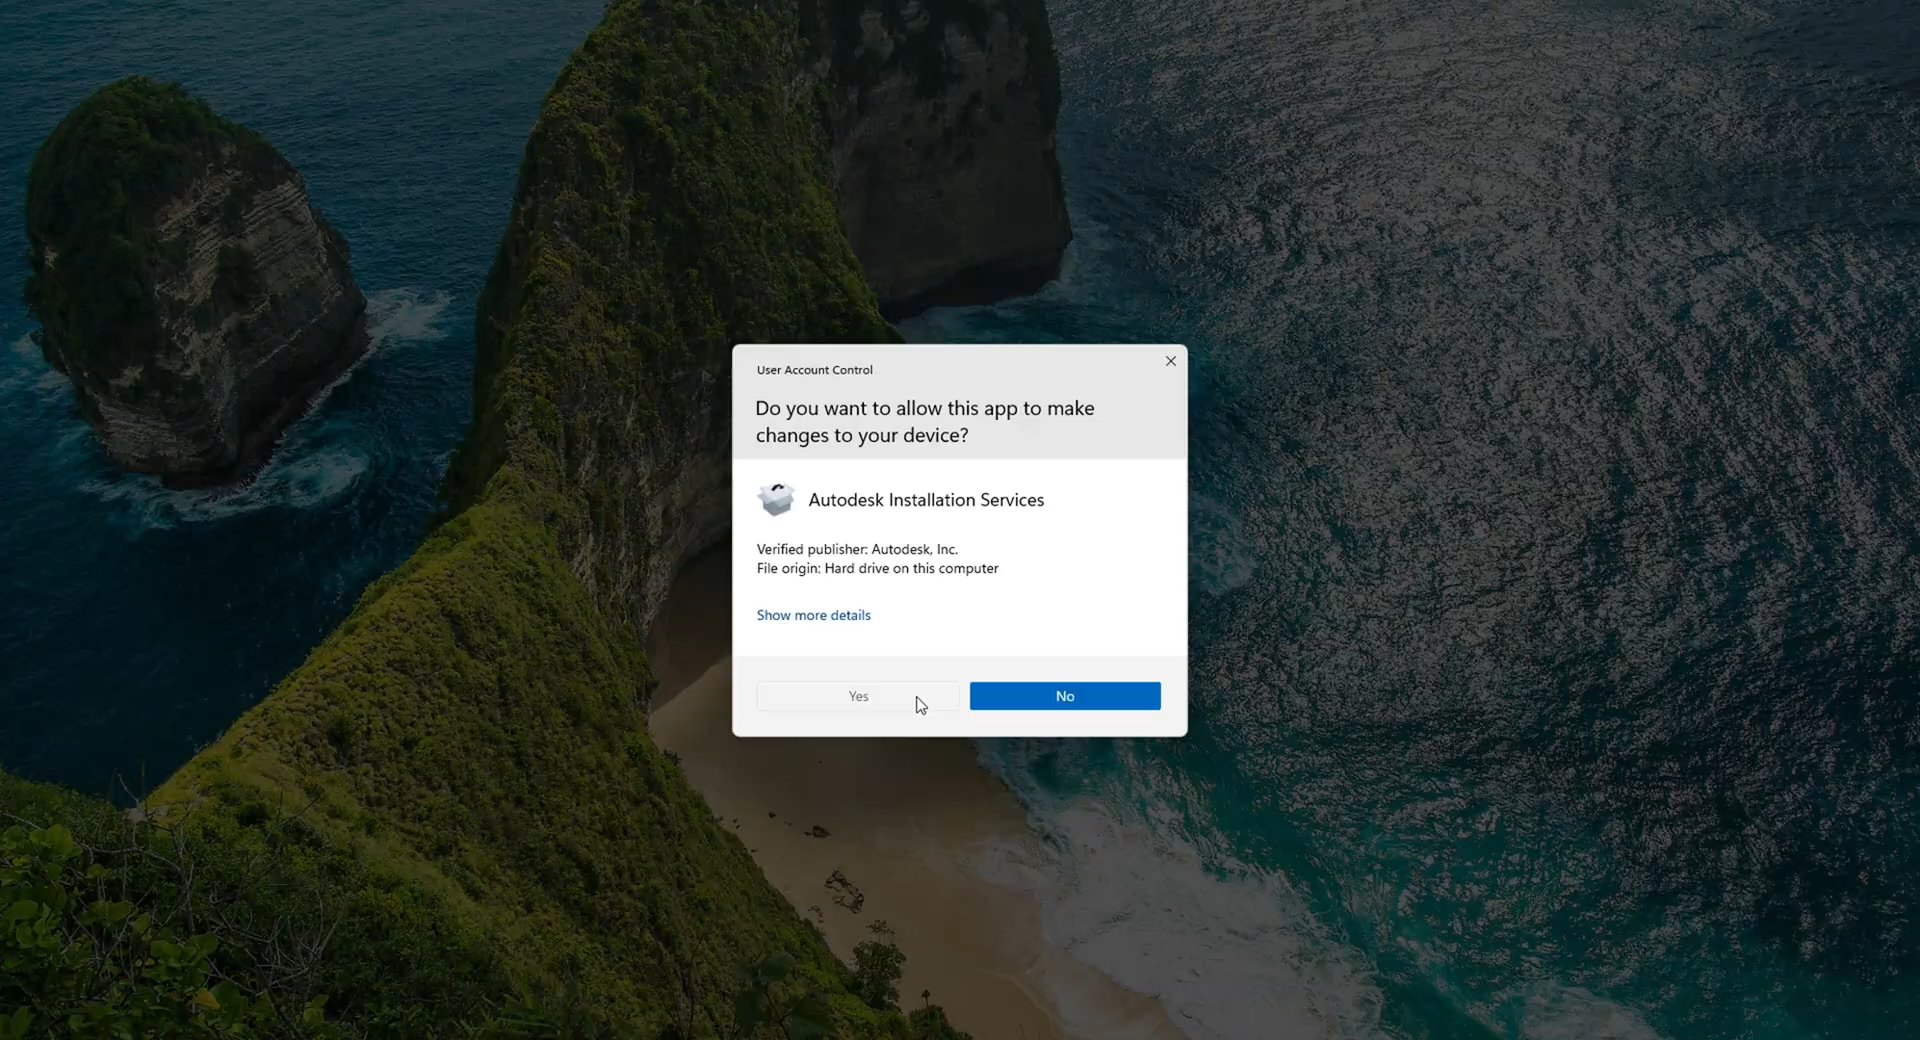 User Account Control
Do you want to allow this app to make
changes to your device?
Autodesk Installation Services
Verified publisher: Autodesk, Inc.
File origin: Hard drive on this computer
Show more details
Yes
No